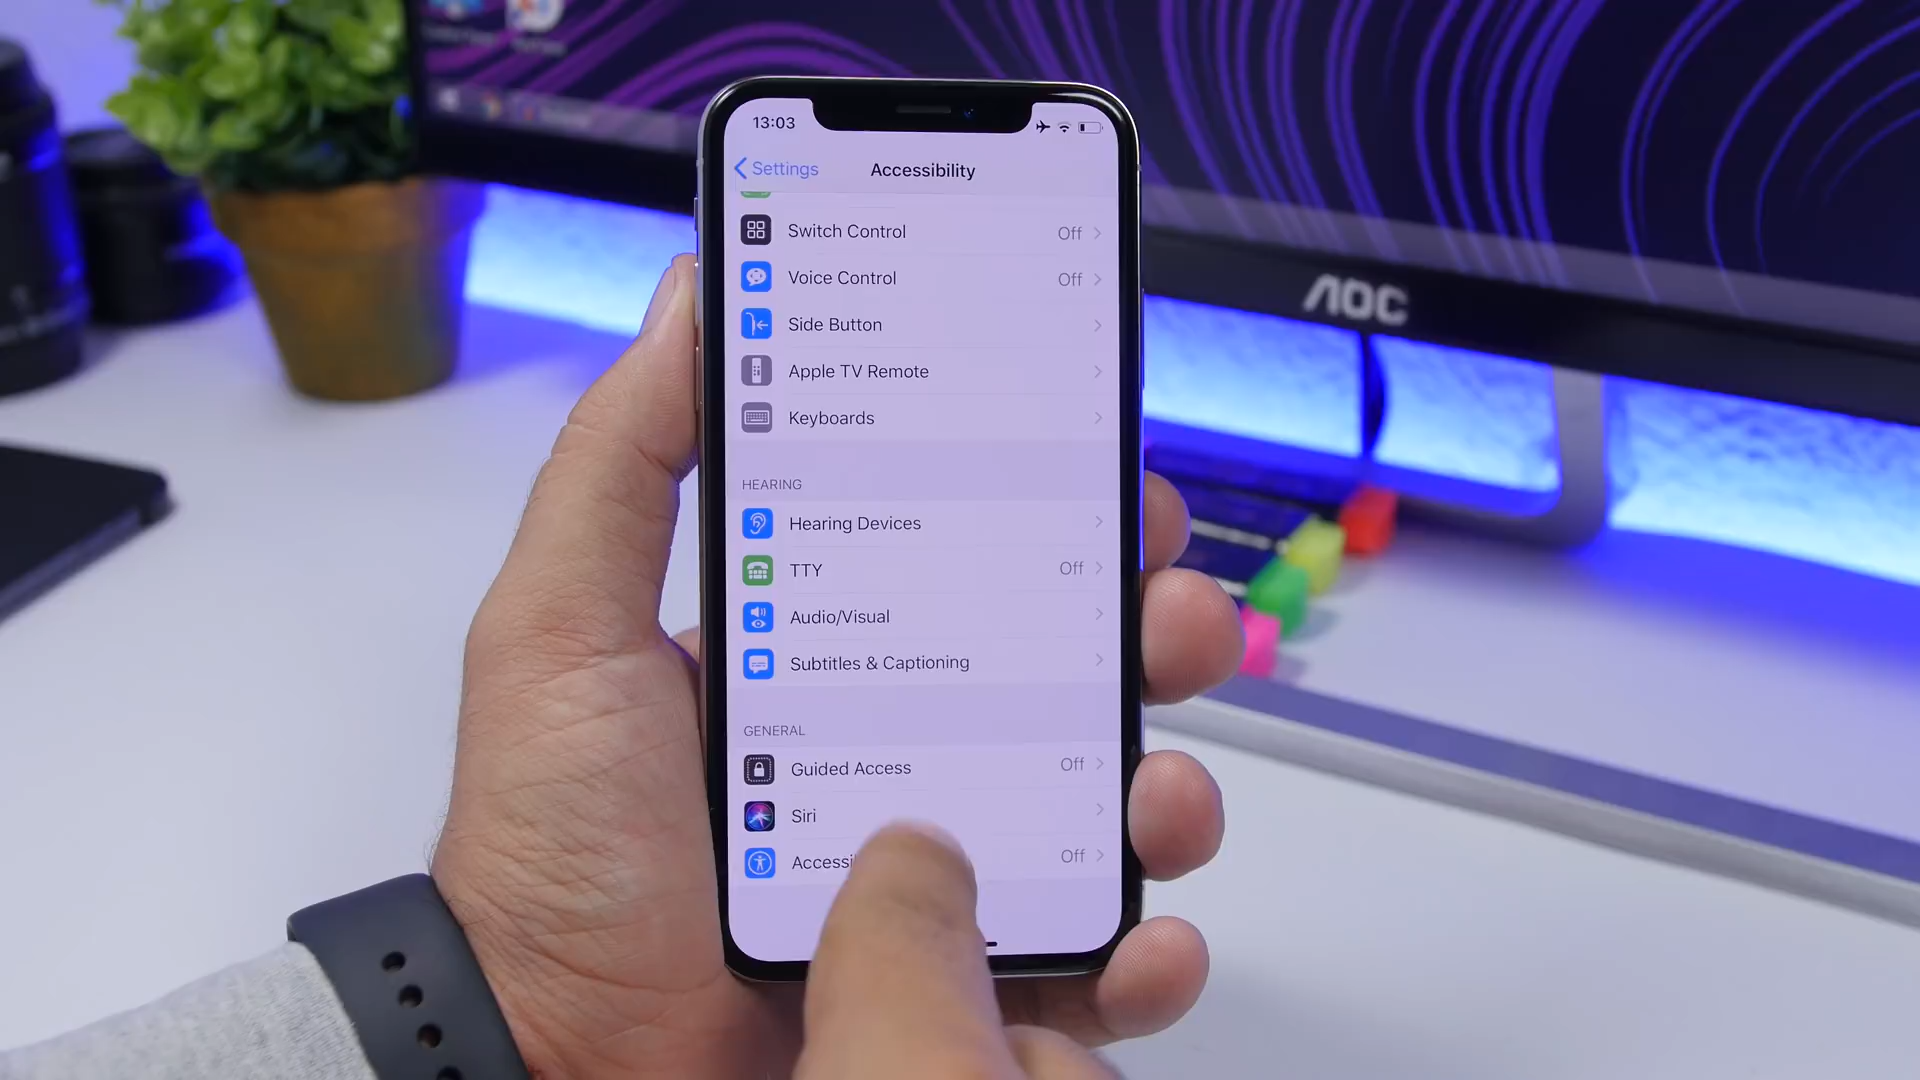 13:03
Settings
Accessibility
Switch Control Off
Voice Control Off
Side Button
Apple TV Remote
Keyboards
HEARING
Hearing Devices
TTY Off
Audio/Visual
Subtitles & Captioning
GENERAL
Guided Access Off
Siri
Accessi Off
AOC